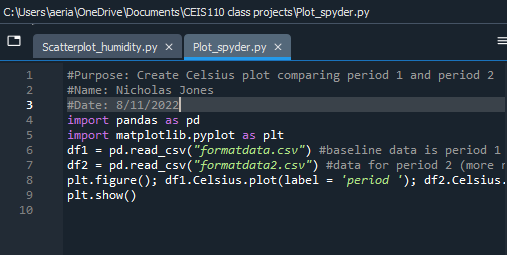 C:\Users\aeria\OneDrive\Documents\CEIS110 class projects\Plot_spyder.py
Scatterplot_humidity.py × Plot_spyder.py ×
1 #Purpose: Create Celsius plot comparing period 1 and period 2
2 #Name: Nicholas Jones
3 #Date: 8/11/2022
4 import pandas as pd
5 import matplotlib.pyplot as plt
6 df1 = pd.read_csv("formatdata.csv") #baseline data is period 1
7 df2 = pd.read_csv("formatdata2.csv") #data for period 2 (more r
8 plt.figure(); df1.Celsius.plot(label = 'period '); df2.Celsius.
9 plt.show()
10